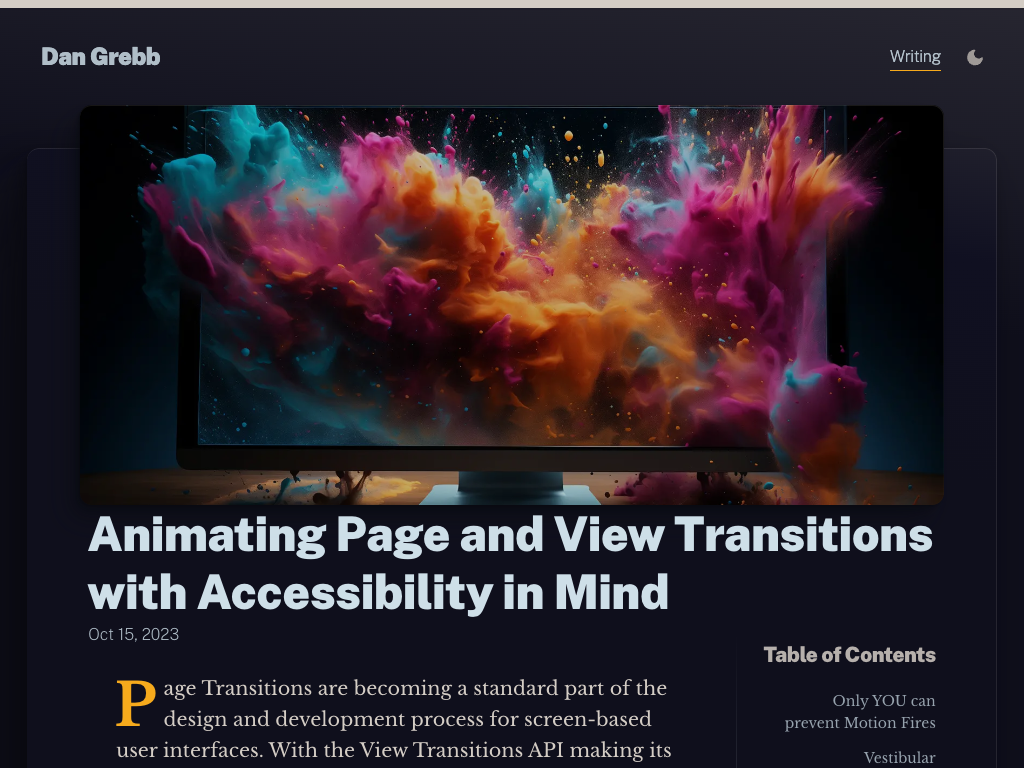 Dan Grebb
Writing
Animating Page and View Transitions
with Accessibility in Mind
Oct 15, 2023
Table of Contents
Only YOU can
prevent Motion Fires
Vestibular
Page Transitions are becoming a standard part of the
design and development process for screen-based
user interfaces. With the View Transitions API making its